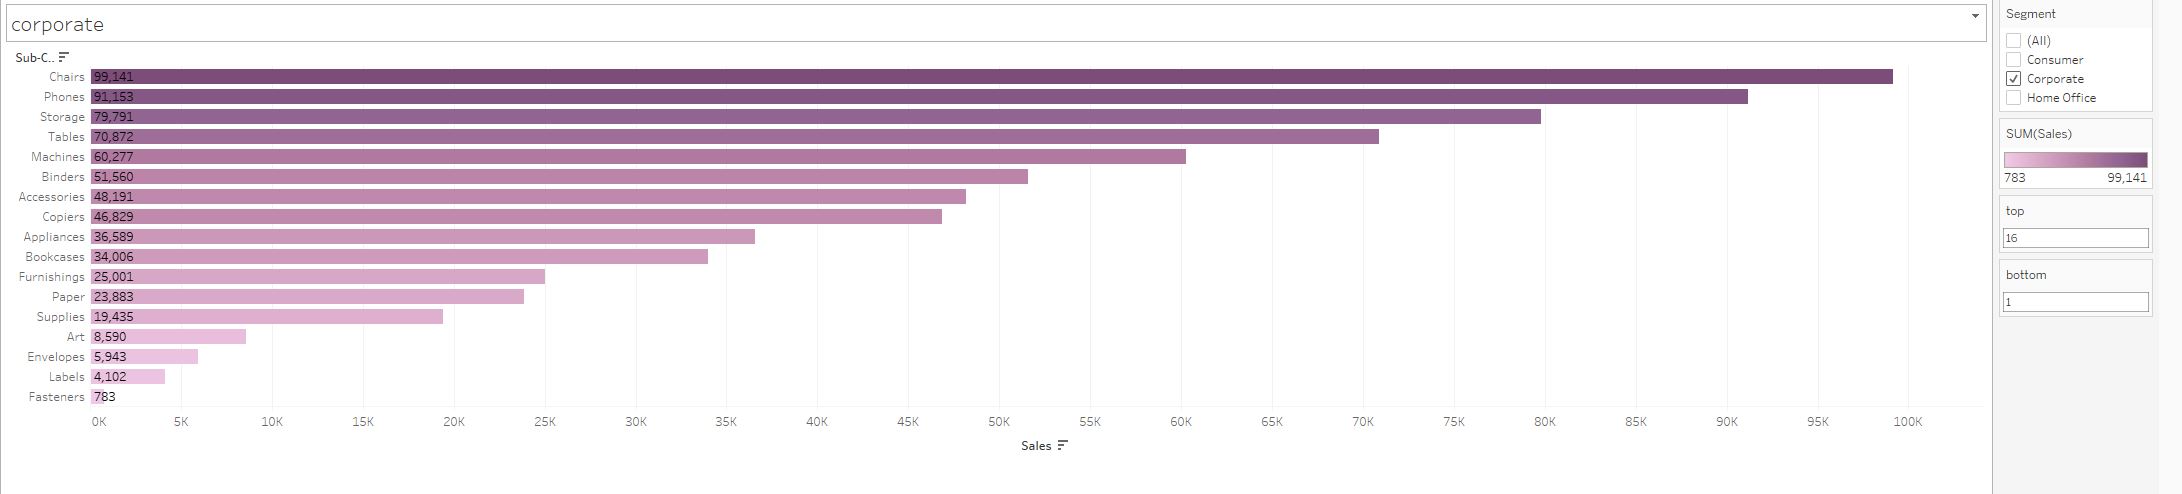 corporate
Sub-C..
Chairs 99,141
Phones 91,153
Storage 79,791
Tables 70,872
Machines 60,277
Binders 51,560
Accessories 48,191
Copiers 46,829
Appliances 36,589
Bookcases 34,006
Furnishings 25,001
Paper 23,883
Supplies 19,435
Art 8,590
Envelopes 5,943
Labels 4,102
Fasteners 783
0K 5K 10K 15K 20K 25K 30K 35K 40K 45K 50K 55K 60K 65K 70K 75K 80K 85K 90K 95K 100K
Sales
Segment
(All)
Consumer
Corporate
Home Office
SUM(Sales)
783 99,141
top
16
bottom
1